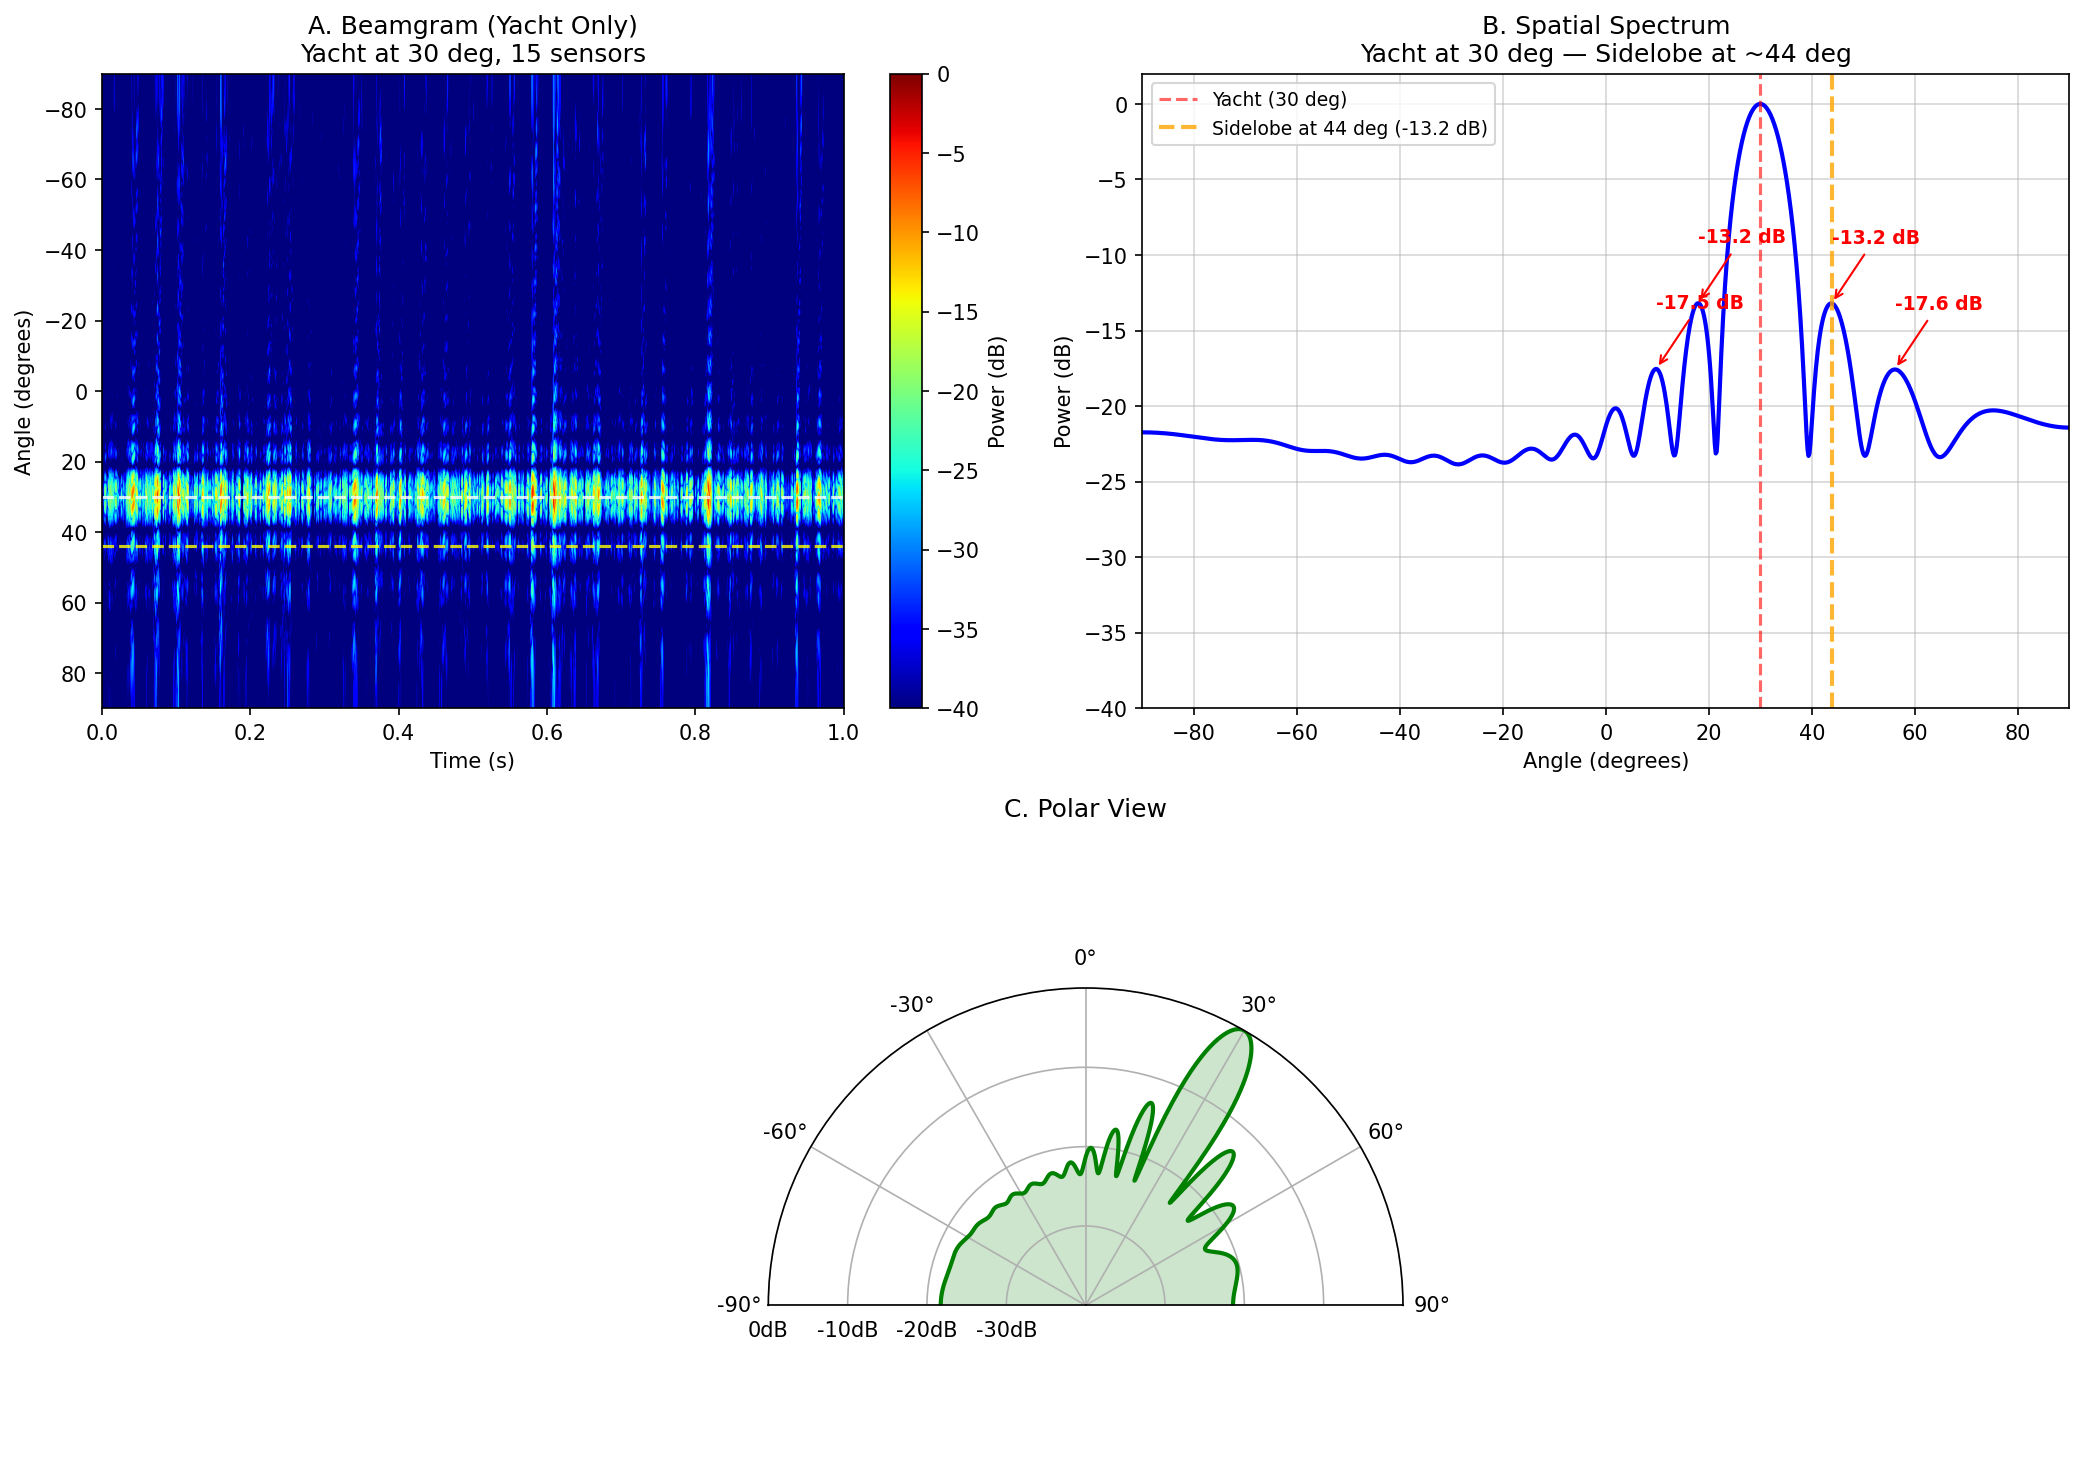 A. Beamgram (Yacht Only)
Yacht at 30 deg, 15 sensors
−80
−60
−40
−20
0
20
40
60
80
Angle (degrees)
0.0 0.2 0.4 0.6 0.8 1.0
Time (s)
0
−5
−10
−15
−20
−25
−30
−35
−40
Power (dB)
B. Spatial Spectrum
Yacht at 30 deg — Sidelobe at ~44 deg
Yacht (30 deg)
Sidelobe at 44 deg (-13.2 dB)
0
−5
−10
−15
−20
−25
−30
−35
−40
Power (dB)
-13.2 dB
-13.2 dB
-17.5 dB
-17.6 dB
−80 −60 −40 −20 0 20 40 60 80
Angle (degrees)
C. Polar View
0°
-30°
30°
-60°
60°
-90°
90°
0dB -10dB -20dB -30dB